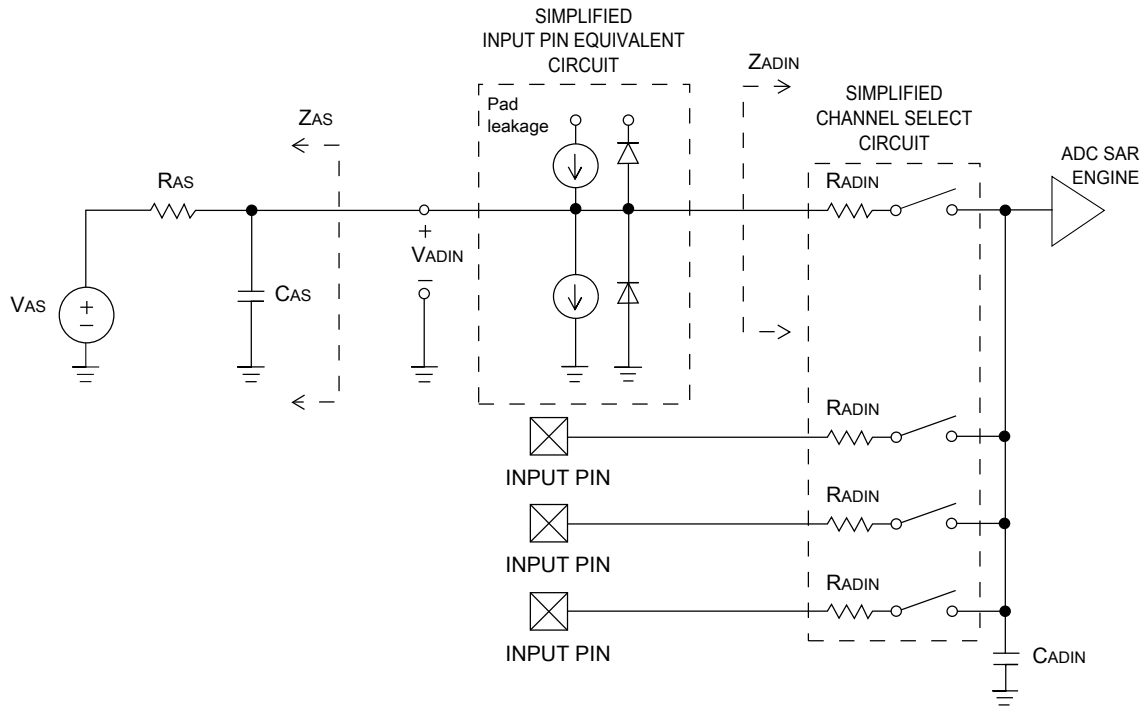 SIMPLIFIED
INPUT PIN EQUIVALENT
CIRCUIT
Pad
leakage
ZADIN
SIMPLIFIED
CHANNEL SELECT
CIRCUIT
ADC SAR
ENGINE
ZAS
RAS
RADIN
+
VADIN
−
CAS
VAS
+
−
RADIN
INPUT PIN
RADIN
INPUT PIN
RADIN
INPUT PIN
CADIN